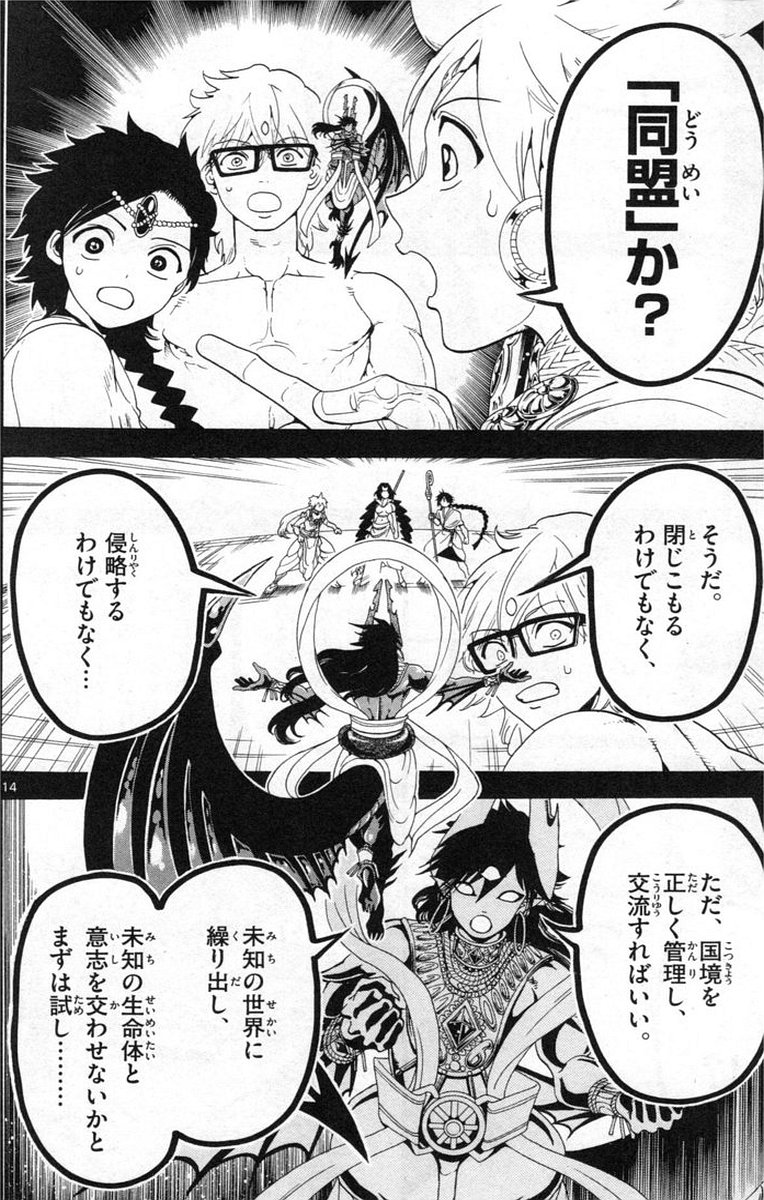 「同盟」か？
そうだ。
閉じこもる
わけでもなく、
侵略する
わけでもなく…
ただ、国境を
正しく管理し、
交流すればいい。
未知の世界に
繰り出し、
未知の生命体と
意志を交わせないかと
まずは試し………
14